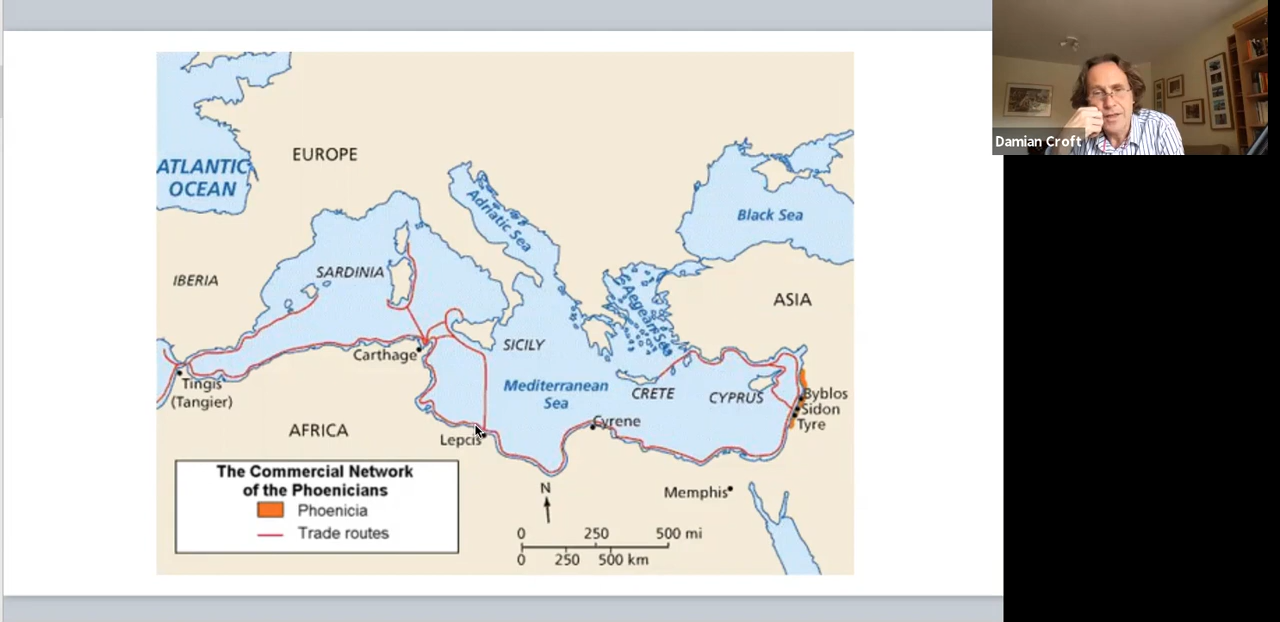 Damian Croft
EUROPE
ATLANTIC
OCEAN
Adriatic Sea
Black Sea
IBERIA
SARDINIA
ASIA
Aegean Sea
SICILY
Carthage
Tingis
(Tangier)
Mediterranean
Sea
CRETE
CYPRUS
Byblos
Sidon
Tyre
AFRICA
Lepcis
Cyrene
Memphis
The Commercial Network
of the Phoenicians
Phoenicia
Trade routes
N
0 250 500 mi
0 250 500 km